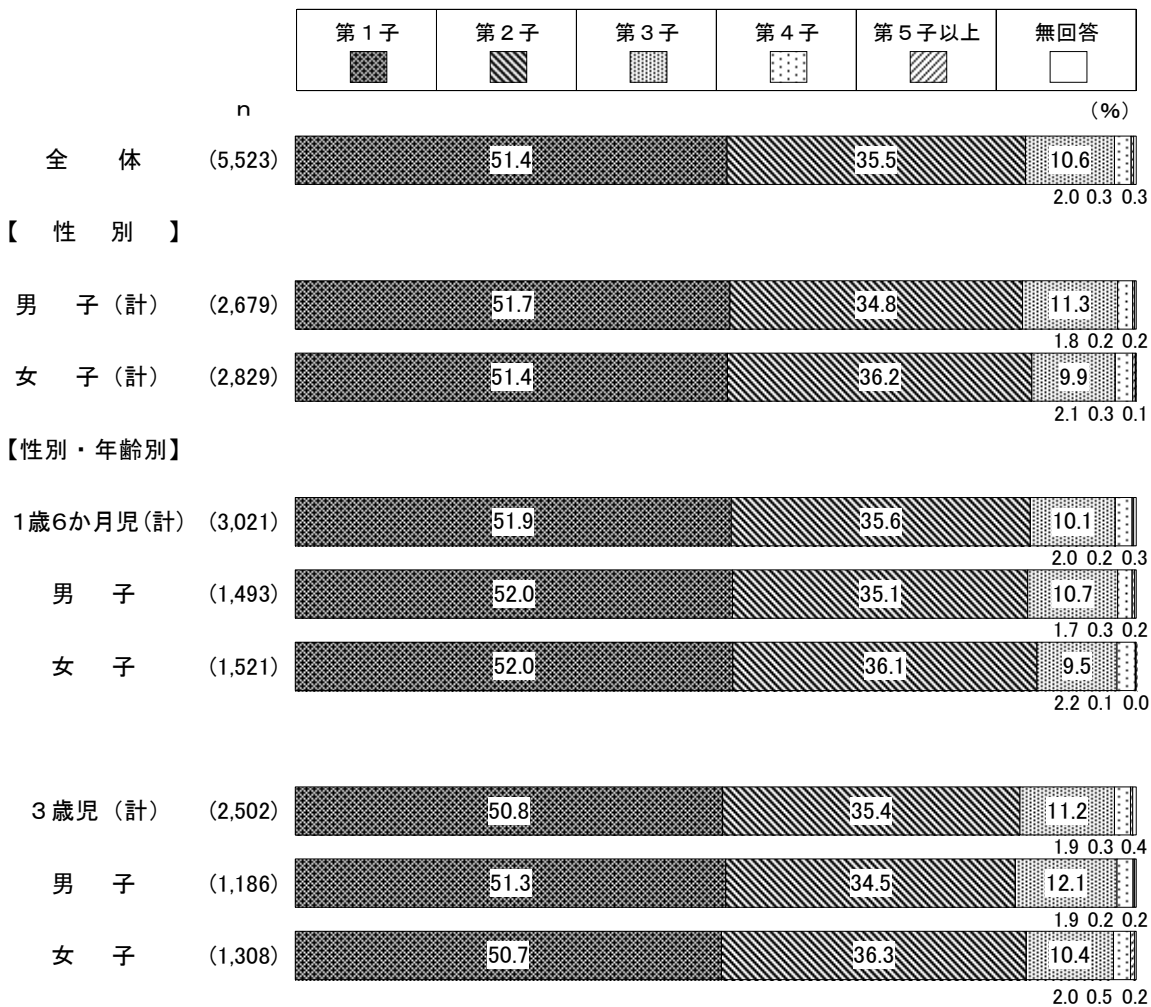 第1子 第2子 第3子 第4子 第5子以上 無回答
n (%)
全 体 (5,523) 51.4 35.5 10.6
2.0 0.3 0.3
【 性 別 】
男 子(計) (2,679) 51.7 34.8 11.3
1.8 0.2 0.2
女 子(計) (2,829) 51.4 36.2 9.9
2.1 0.3 0.1
【性別・年齢別】
1歳6か月児(計) (3,021) 51.9 35.6 10.1
2.0 0.2 0.3
男 子 (1,493) 52.0 35.1 10.7
1.7 0.3 0.2
女 子 (1,521) 52.0 36.1 9.5
2.2 0.1 0.0
3歳児(計) (2,502) 50.8 35.4 11.2
1.9 0.3 0.4
男 子 (1,186) 51.3 34.5 12.1
1.9 0.2 0.2
女 子 (1,308) 50.7 36.3 10.4
2.0 0.5 0.2